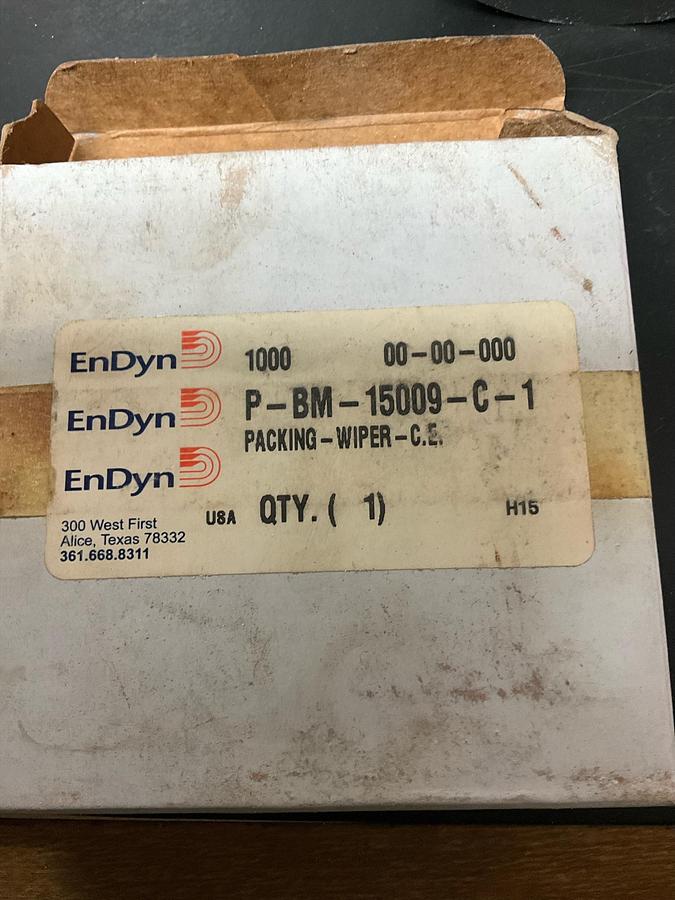 EnDyn 1000 00-00-000
EnDyn P-BM-15009-C-1
PACKING-WIPER-C.E.
EnDyn
USA QTY. ( 1) H15
300 West First
Alice, Texas 78332
361.668.8311